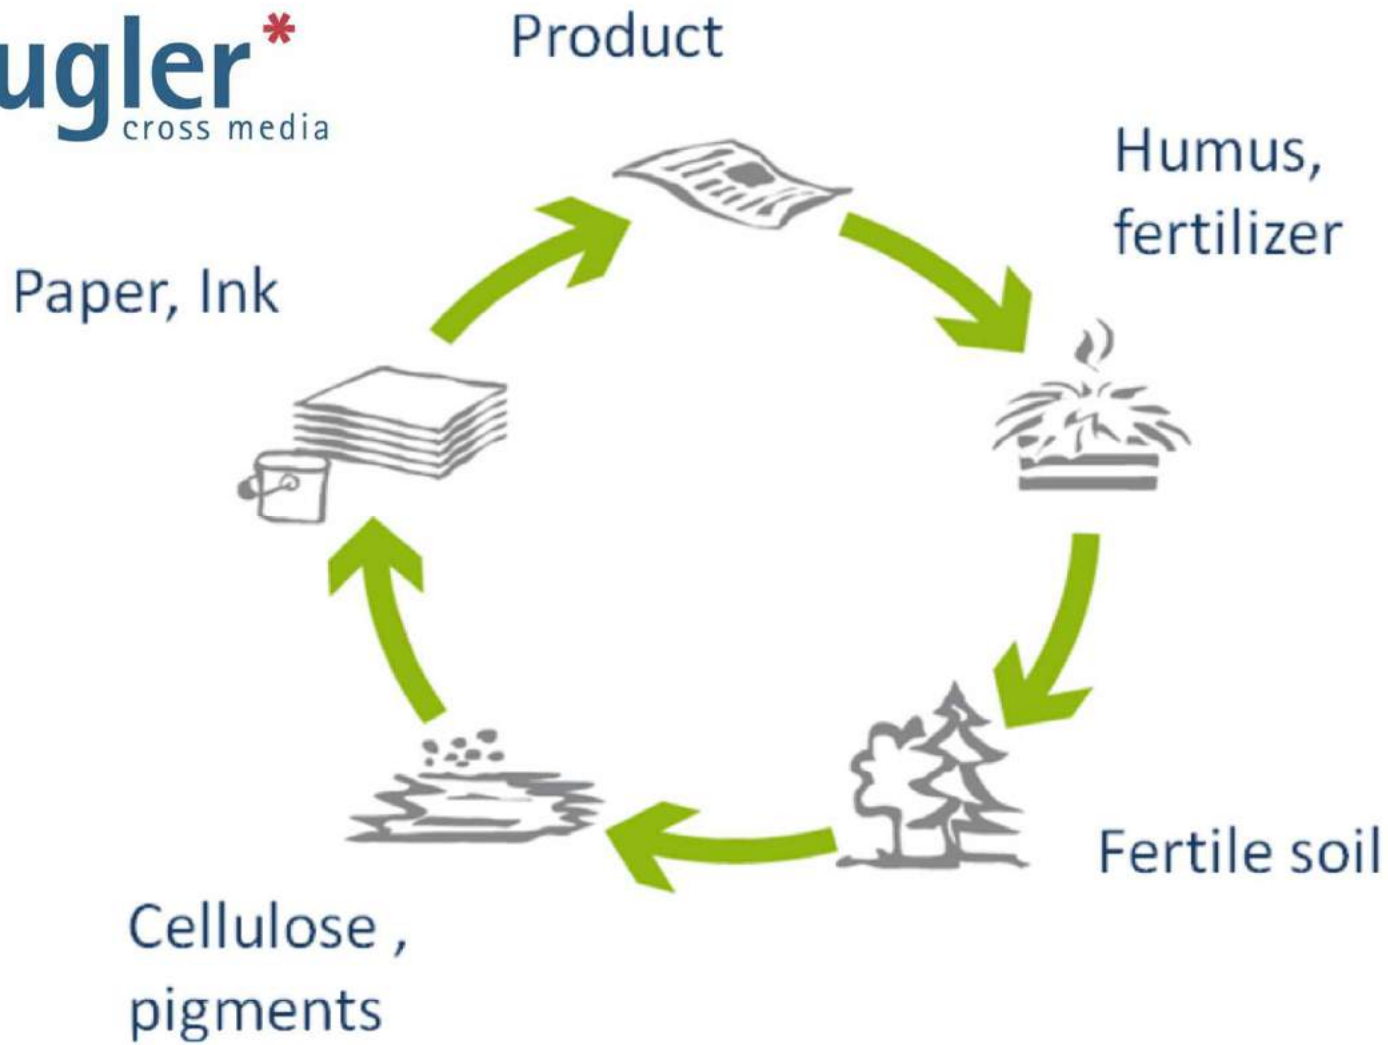 ugler*
cross media
Product
Humus,
fertilizer
Paper, Ink
Fertile soil
Cellulose ,
pigments